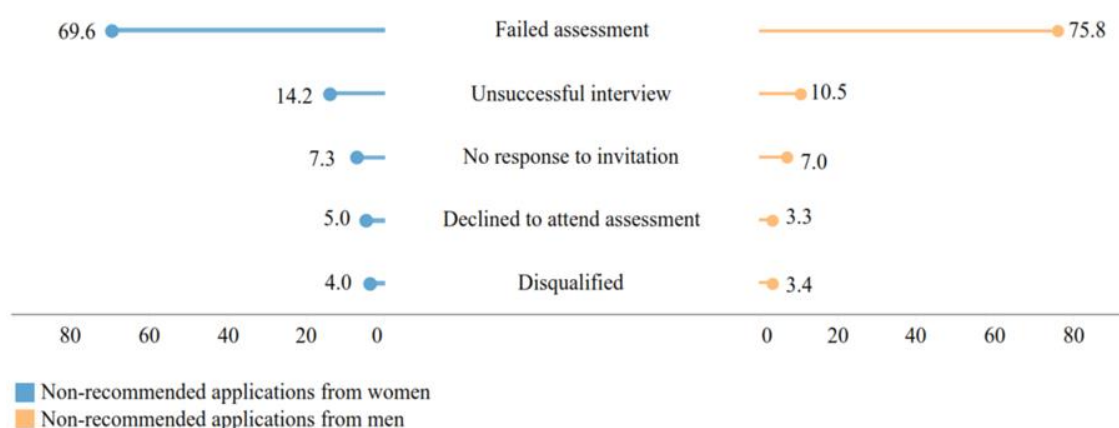 69.6 Failed assessment 75.8
14.2 Unsuccessful interview 10.5
7.3 No response to invitation 7.0
5.0 Declined to attend assessment 3.3
4.0 Disqualified 3.4
80 60 40 20 0 0 20 40 60 80
Non-recommended applications from women
Non-recommended applications from men